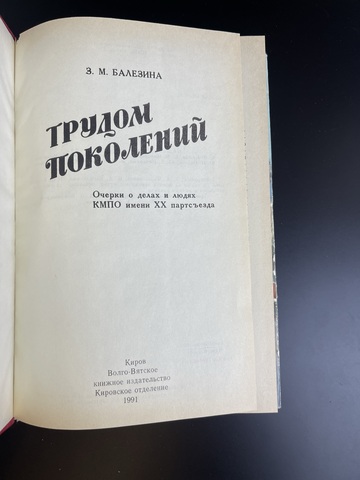 З. М. БАЛЕЗИНА
ТРУДОМ
ПОКОЛЕНИЙ
Очерки о делах и людях
КМПО имени XX партсъезда
Киров
Волго-Вятское
книжное издательство
Кировское отделение
1991